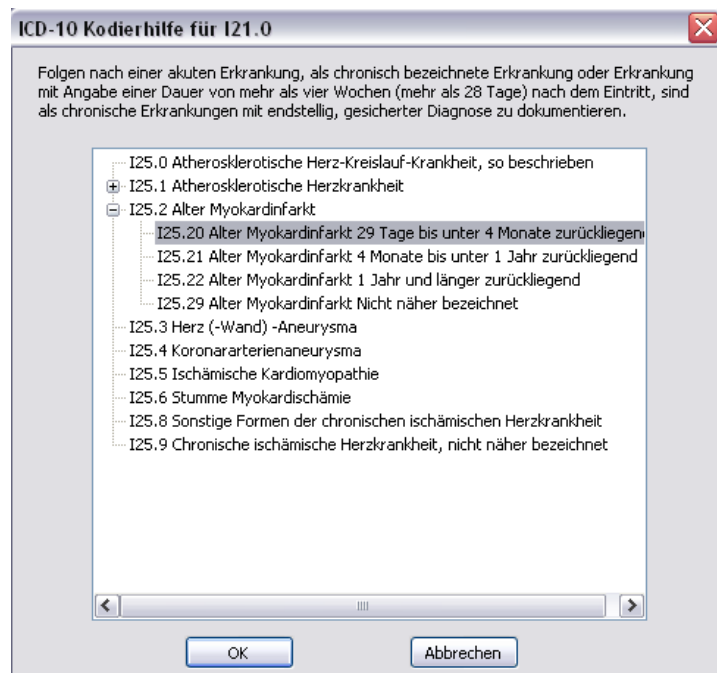 ICD-10 Kodierhilfe für I21.0
Folgen nach einer akuten Erkrankung, als chronisch bezeichnete Erkrankung oder Erkrankung
mit Angabe einer Dauer von mehr als vier Wochen (mehr als 28 Tage) nach dem Eintritt, sind
als chronische Erkrankungen mit endstellig, gesicherter Diagnose zu dokumentieren.
I25.0 Atherosklerotische Herz-Kreislauf-Krankheit, so beschrieben
I25.1 Atherosklerotische Herzkrankheit
I25.2 Alter Myokardinfarkt
I25.20 Alter Myokardinfarkt 29 Tage bis unter 4 Monate zurückliegen
I25.21 Alter Myokardinfarkt 4 Monate bis unter 1 Jahr zurückliegend
I25.22 Alter Myokardinfarkt 1 Jahr und länger zurückliegend
I25.29 Alter Myokardinfarkt Nicht näher bezeichnet
I25.3 Herz (-Wand) -Aneurysma
I25.4 Koronararterienaneurysma
I25.5 Ischämische Kardiomyopathie
I25.6 Stumme Myokardischämie
I25.8 Sonstige Formen der chronischen ischämischen Herzkrankheit
I25.9 Chronische ischämische Herzkrankheit, nicht näher bezeichnet
OK
Abbrechen